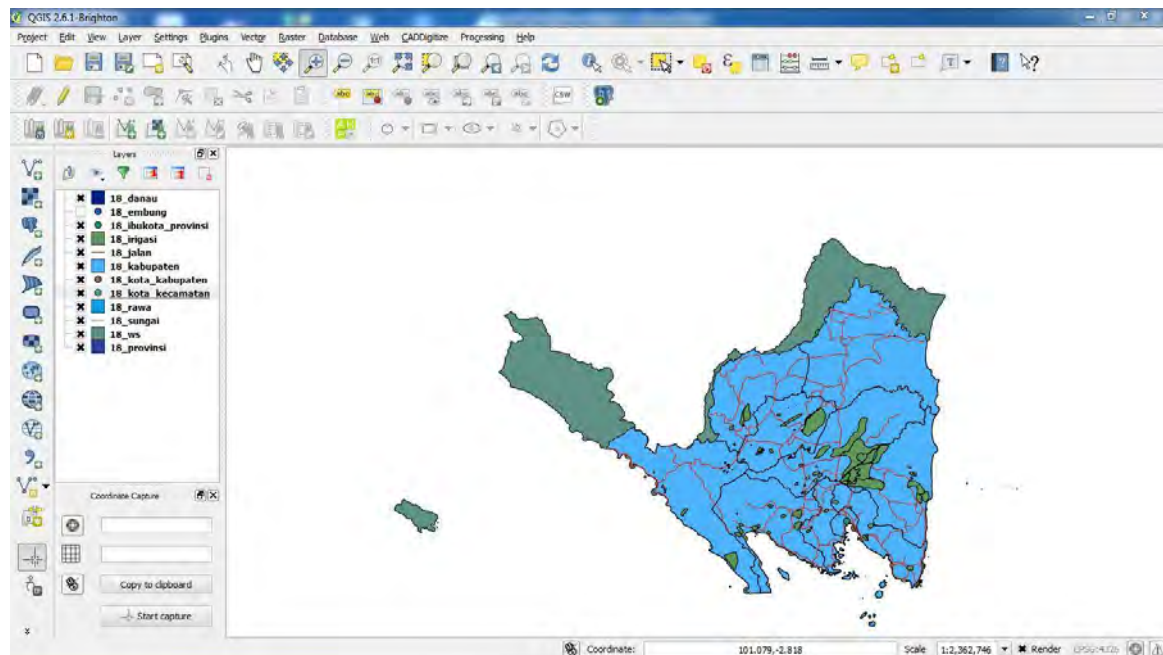 QGIS 2.6.1-Brighton
Project Edit View Layer Settings Plugins Vector Raster Database Web CADDigitize Processing Help
Layers
18_danau
18_embung
18_ibukota_provinsi
18_irigasi
18_jalan
18_kabupaten
18_kota_kabupaten
18_kota_kecamatan
18_rawa
18_sungai
18_ws
18_provinsi
Coordinate Capture
Copy to clipboard
Start capture
Coordinate: 101.079,-2.818 Scale 1:2,362,746 Render EPSG:4326